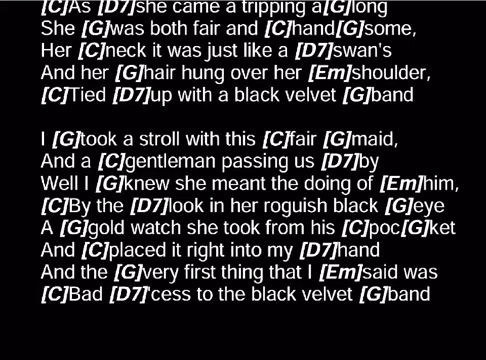 [C]As [D7]she came a tripping a[G]long
She [G]was both fair and [C]hand[G]some,
Her [C]neck it was just like a [D7]swan's
And her [G]hair hung over her [Em]shoulder,
[C]Tied [D7]up with a black velvet [G]band
I [G]took a stroll with this [C]fair [G]maid,
And a [C]gentleman passing us [D7]by
Well I [G]knew she meant the doing of [Em]him,
[C]By the [D7]look in her roguish black [G]eye
A [G]gold watch she took from his [C]poc[G]ket
And [C]placed it right into my [D7]hand
And the [G]very first thing that I [Em]said was
[C]Bad [D7]'cess to the black velvet [G]band